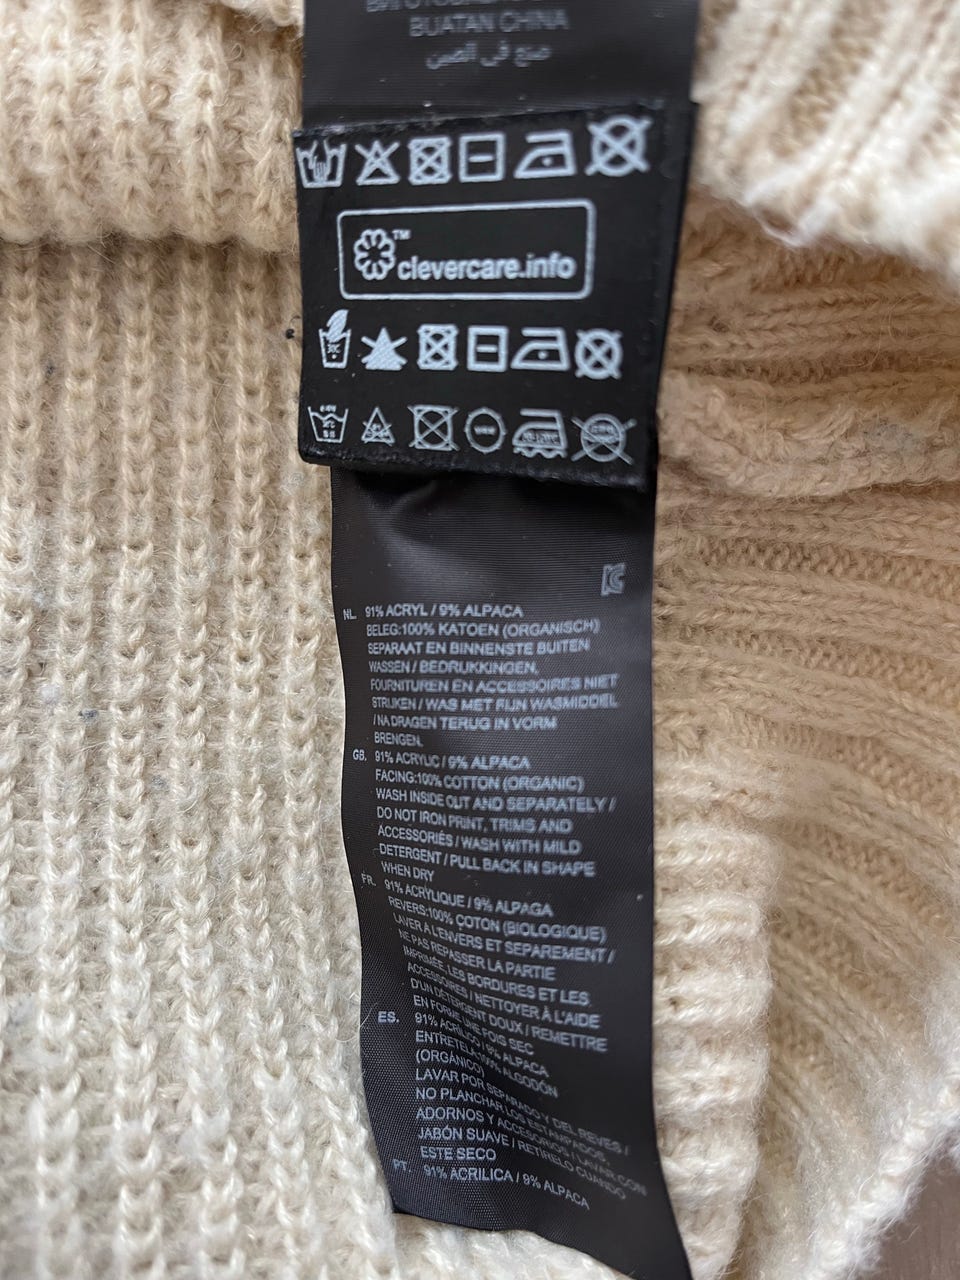 BUATAN CHINA
صنع في الصين
TM
clevercare.info
NL. 91% ACRYL / 9% ALPACA
BELEG:100% KATOEN (ORGANISCH)
SEPARAAT EN BINNENSTE BUITEN
WASSEN / BEDRUKKINGEN,
FOURNITUREN EN ACCESSOIRES NIET
STRIJKEN / WAS MET FIJN WASMIDDEL
/ NA DRAGEN TERUG IN VORM
BRENGEN.
GB. 91% ACRYLIC / 9% ALPACA
FACING:100% COTTON (ORGANIC)
WASH INSIDE OUT AND SEPARATELY /
DO NOT IRON PRINT, TRIMS AND
ACCESSORIES / WASH WITH MILD
DETERGENT / PULL BACK IN SHAPE
WHEN DRY
FR. 91% ACRYLIQUE / 9% ALPAGA
REVERS:100% COTON (BIOLOGIQUE)
LAVER À L'ENVERS ET SEPAREMENT /
NE PAS REPASSER LA PARTIE
IMPRIMÉE, LES BORDURES ET LES
ACCESSOIRES / NETTOYER À L'AIDE
D'UN DETERGENT DOUX / REMETTRE
EN FORME UNE FOIS SEC
ES. 91% ACRÍLICO / 9% ALPACA
ENTRETELA:100% ALGODÓN
(ORGÁNICO)
LAVAR POR SEPARADO Y DEL REVES /
NO PLANCHAR LOS ESTAMPADOS,
ADORNOS Y ACCESORIOS / LAVAR CON
JABÓN SUAVE / RETIRELO CUANDO
ESTE SECO
PT. 91% ACRILICA / 9% ALPACA